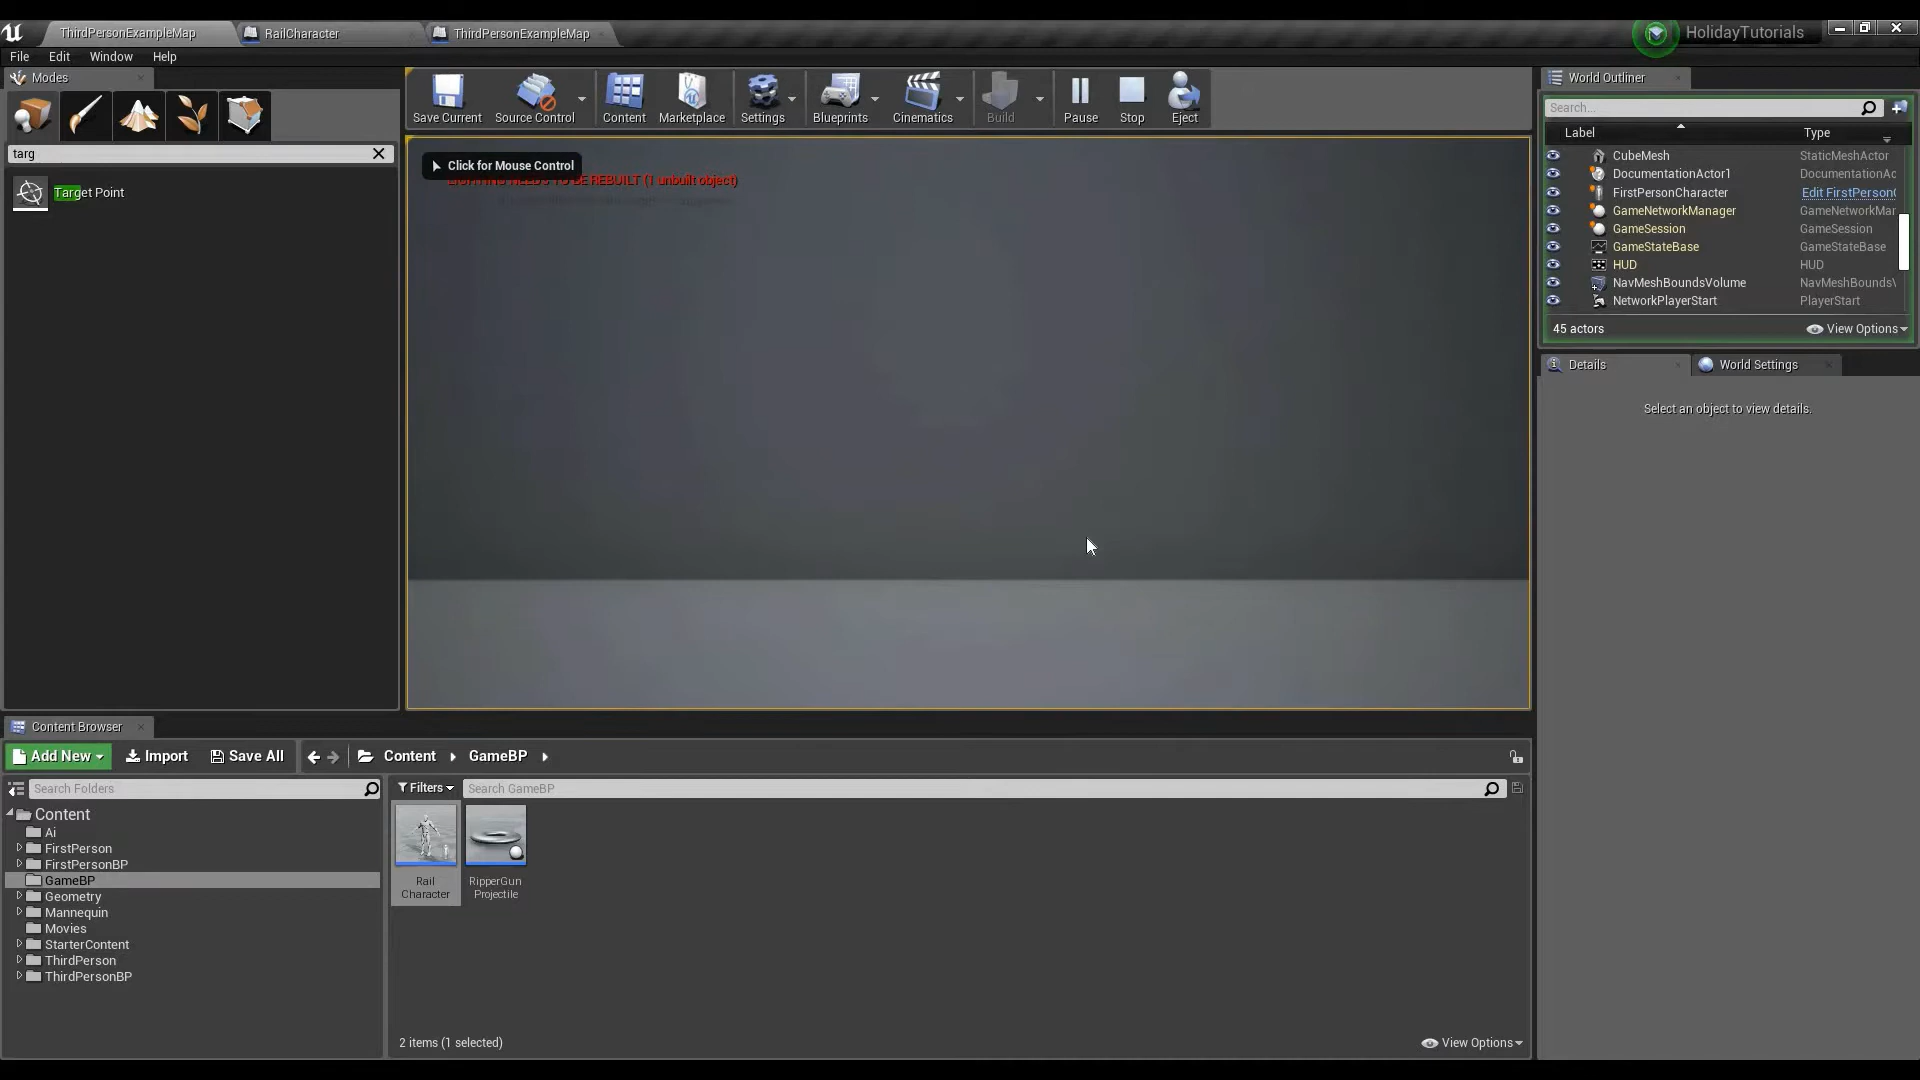 ThirdPersonExampleMap
RailCharacter
ThirdPersonExampleMap
HolidayTutorials
File Edit Window Help
Modes
targ
Target Point
Save Current
Source Control
Content
Marketplace
Settings
Blueprints
Cinematics
Build
Pause
Stop
Eject
Click for Mouse Control
LIGHTING NEEDS TO BE REBUILT (1 unbuilt object)
World Outliner
Search...
Label Type
CubeMesh StaticMeshActor
DocumentationActor1 DocumentationAc
FirstPersonCharacter Edit FirstPersonC
GameNetworkManager GameNetworkMar
GameSession GameSession
GameStateBase GameStateBase
HUD HUD
NavMeshBoundsVolume NavMeshBoundsV
NetworkPlayerStart PlayerStart
45 actors View Options
Details World Settings
Select an object to view details.
Content Browser
Add New Import Save All Content GameBP
Search Folders
Filters Search GameBP
Content
Ai
FirstPerson
FirstPersonBP
GameBP
Geometry
Mannequin
Movies
StarterContent
ThirdPerson
ThirdPersonBP
Rail
Character
RipperGun
Projectile
2 items (1 selected) View Options